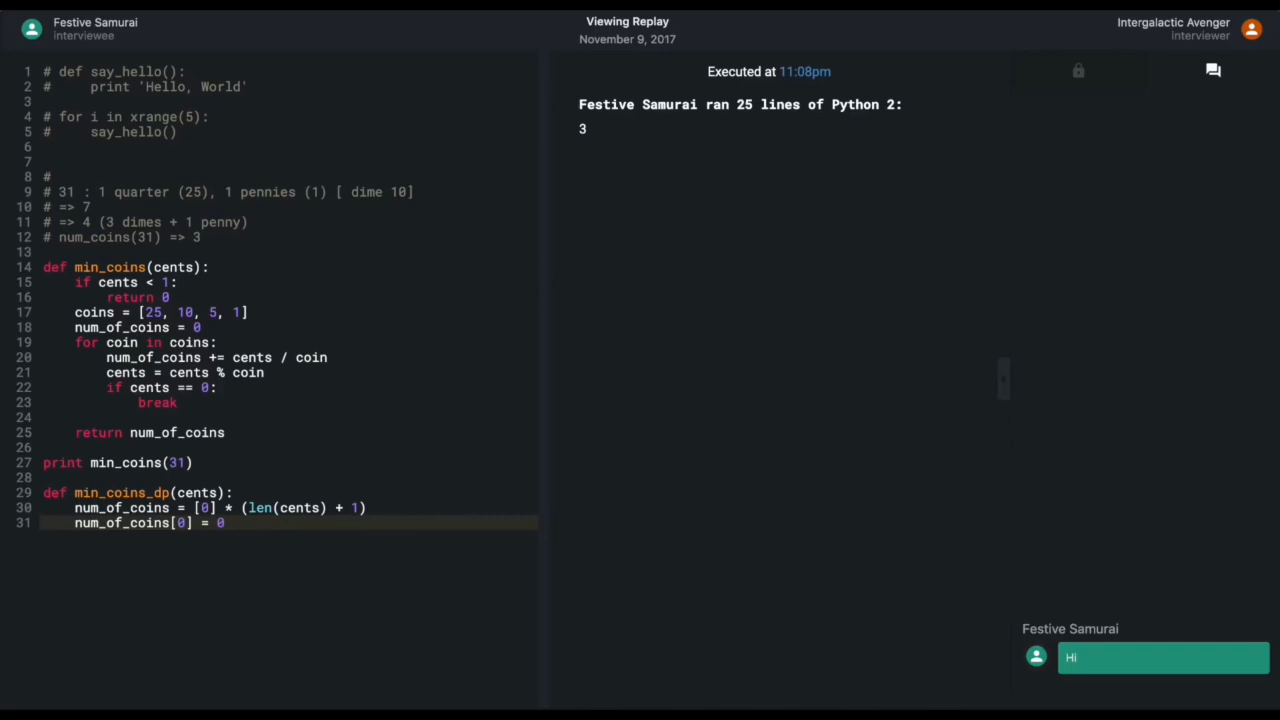 Festive Samurai
interviewee
Viewing Replay
November 9, 2017
Intergalactic Avenger
interviewer
1 # def say_hello():
2 #     print 'Hello, World'
3
4 # for i in xrange(5):
5 #     say_hello()
6
7
8 #
9 # 31 : 1 quarter (25), 1 pennies (1) [ dime 10]
10 # => 7
11 # => 4 (3 dimes + 1 penny)
12 # num_coins(31) => 3
13
14 def min_coins(cents):
15     if cents < 1:
16         return 0
17     coins = [25, 10, 5, 1]
18     num_of_coins = 0
19     for coin in coins:
20         num_of_coins += cents / coin
21         cents = cents % coin
22         if cents == 0:
23             break
24
25     return num_of_coins
26
27 print min_coins(31)
28
29 def min_coins_dp(cents):
30     num_of_coins = [0] * (len(cents) + 1)
31     num_of_coins[0] = 0
Executed at 11:08pm
Festive Samurai ran 25 lines of Python 2:
3
Festive Samurai
Hi